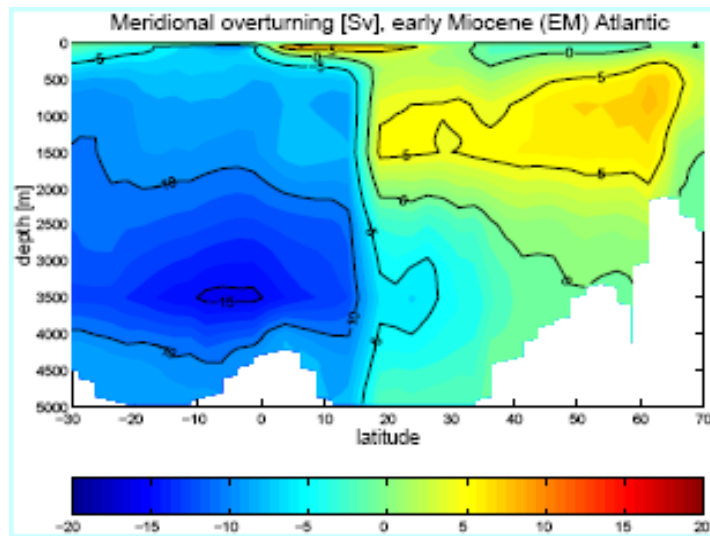 Meridional overturning [Sv], early Miocene (EM) Atlantic
depth [m]
0
500
1000
1500
2000
2500
3000
3500
4000
4500
5000
-30 -20 -10 0 10 20 30 40 50 60 70
latitude
-20 -15 -10 -5 0 5 10 15 20